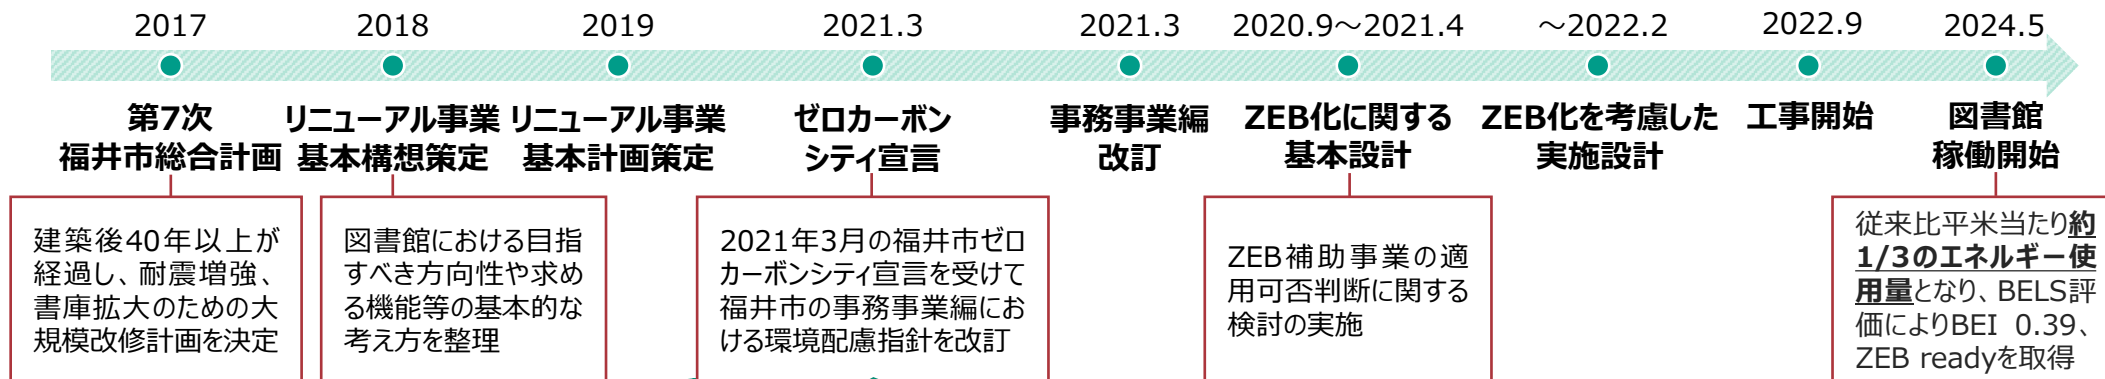 2017
2018
2019
2021.3
2021.3
2020.9～2021.4
～2022.2
2022.9
2024.5
第7次
福井市総合計画
リニューアル事業
基本構想策定
リニューアル事業
基本計画策定
ゼロカーボン
シティ宣言
事務事業編
改訂
ZEB化に関する
基本設計
ZEB化を考慮した
実施設計
工事開始
図書館
稼働開始
建築後40年以上が
経過し、耐震増強、
書庫拡大のための大
規模改修計画を決定
図書館における目指
すべき方向性や求め
る機能等の基本的な
考え方を整理
2021年3月の福井市ゼロ
カーボンシティ宣言を受けて
福井市の事務事業編にお
ける環境配慮指針を改訂
ZEB補助事業の適
用可否判断に関する
検討の実施
従来比平米当たり約
1/3のエネルギー使
用量となり、BELS評
価によりBEI 0.39、
ZEB readyを取得